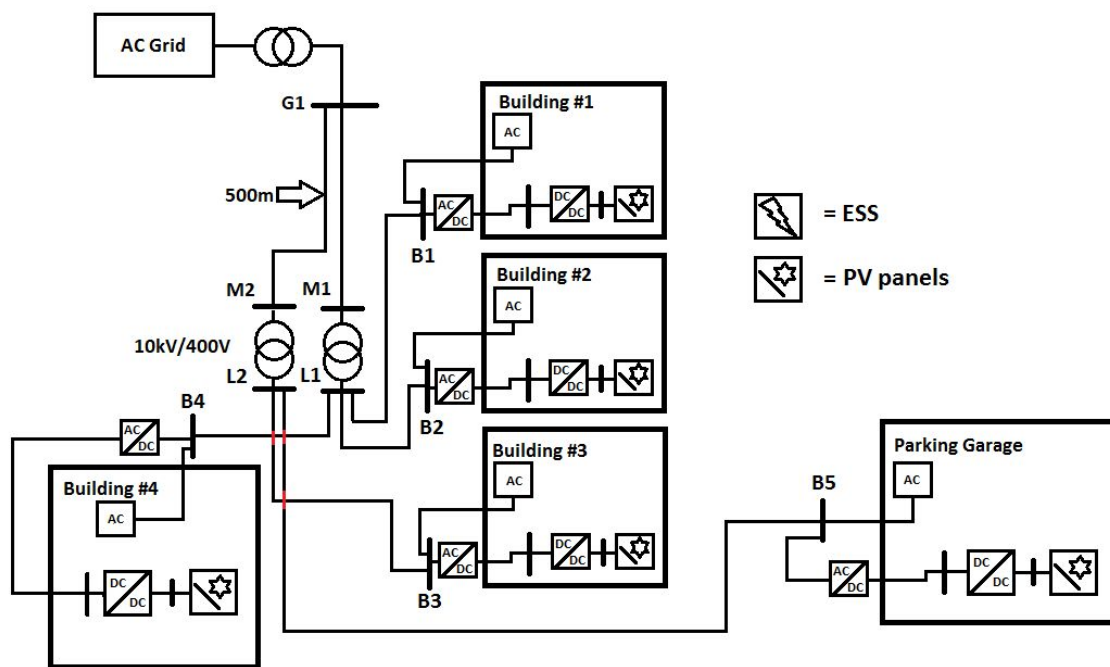 AC Grid
G1
500m
M2
M1
10kV/400V
L2
L1
B4
AC
DC
Building #4
AC
DC
DC
Building #1
AC
B1
AC
DC
DC
DC
Building #2
AC
B2
AC
DC
DC
DC
Building #3
AC
B3
AC
DC
DC
DC
= ESS
= PV panels
Parking Garage
AC
B5
AC
DC
DC
DC